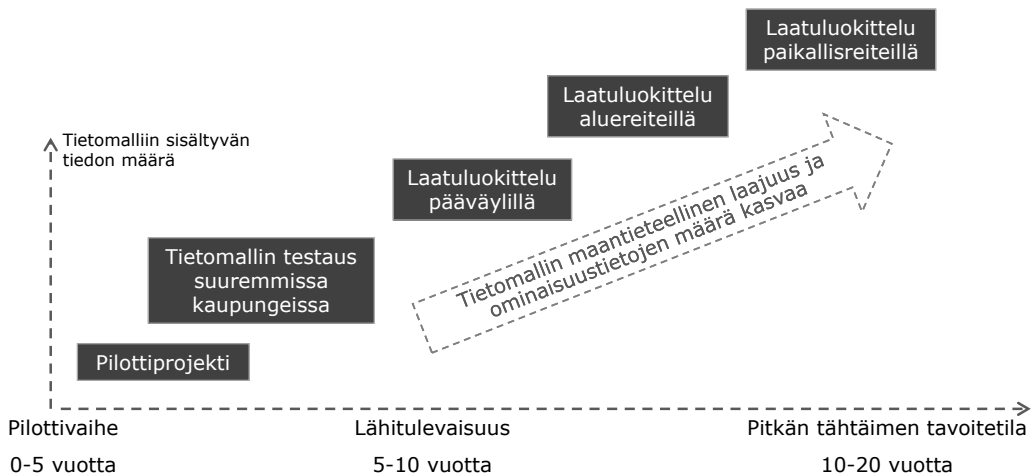 Laatuluokittelu
paikallisreiteillä
Laatuluokittelu
aluereiteillä
Tietomalliin sisältyvän
tiedon määrä
Laatuluokittelu
pääväylillä
Tietomallin maantieteellinen laajuus ja
ominaisuustietojen määrä kasvaa
Tietomallin testaus
suuremmissa
kaupungeissa
Pilottiprojekti
Pilottivaihe
0-5 vuotta
Lähitulevaisuus
5-10 vuotta
Pitkän tähtäimen tavoitetila
10-20 vuotta